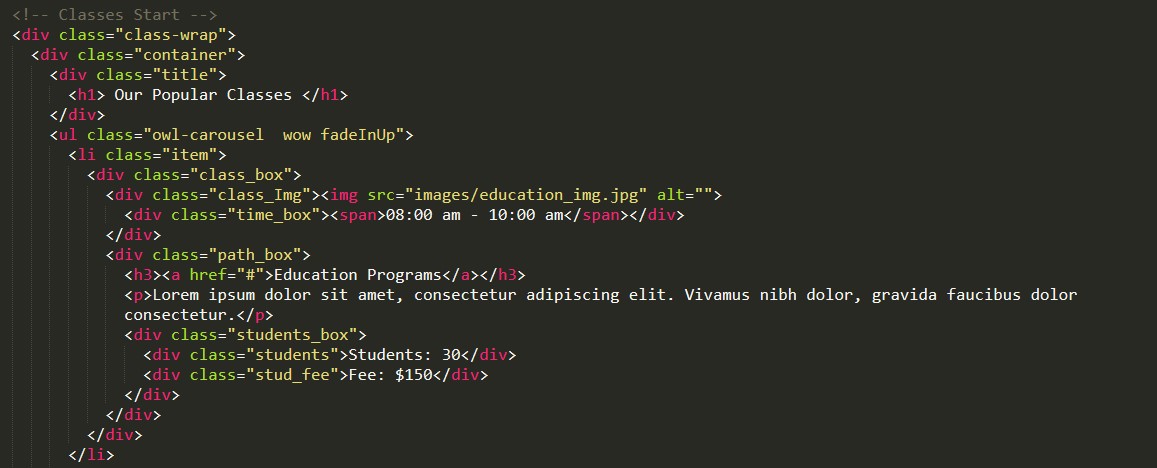 <!-- Classes Start -->
<div class="class-wrap">
  <div class="container">
    <div class="title">
      <h1> Our Popular Classes </h1>
    </div>
    <ul class="owl-carousel  wow fadeInUp">
      <li class="item">
        <div class="class_box">
          <div class="class_Img"><img src="images/education_img.jpg" alt="">
            <div class="time_box"><span>08:00 am - 10:00 am</span></div>
          </div>
          <div class="path_box">
            <h3><a href="#">Education Programs</a></h3>
            <p>Lorem ipsum dolor sit amet, consectetur adipiscing elit. Vivamus nibh dolor, gravida faucibus dolor
            consectetur.</p>
            <div class="students_box">
              <div class="students">Students: 30</div>
              <div class="stud_fee">Fee: $150</div>
            </div>
          </div>
        </div>
      </li>